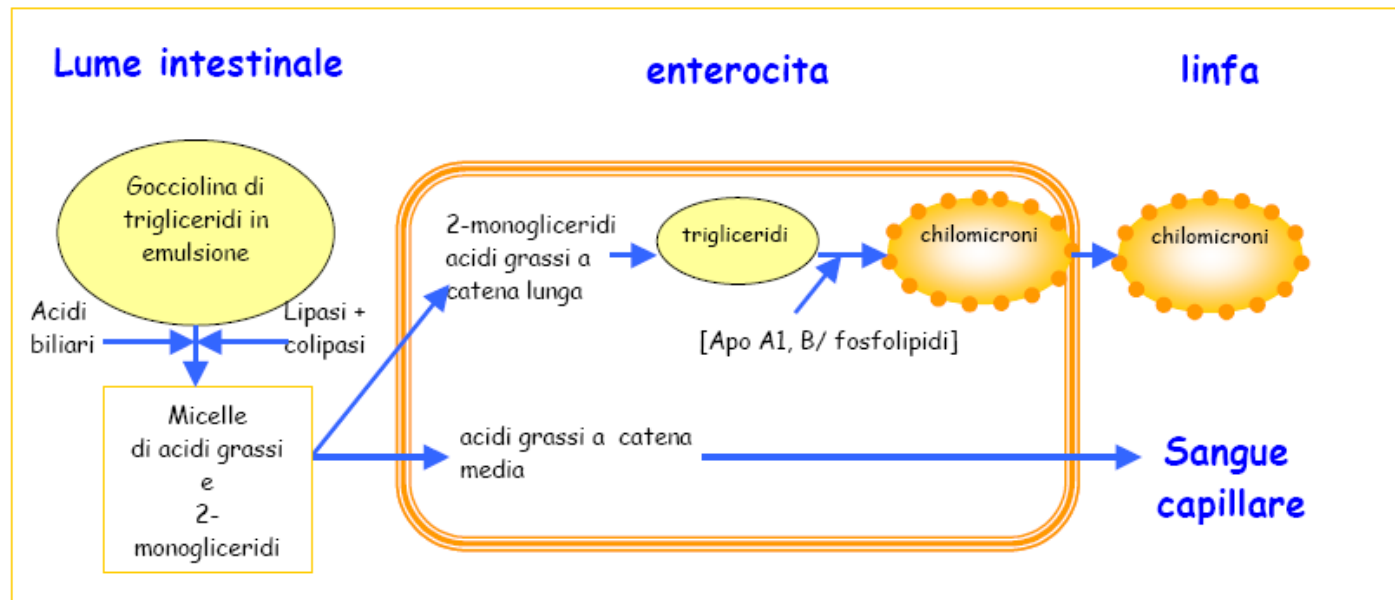 Lume intestinale
enterocita
linfa
Gocciolina di
trigliceridi in
emulsione
Acidi
biliari
Lipasi +
colipasi
Micelle
di acidi grassi
e
2-
monogliceridi
2-monogliceridi
acidi grassi a
catena lunga
trigliceridi
[Apo A1, B/ fosfolipidi]
chilomicroni
chilomicroni
acidi grassi a catena
media
Sangue
capillare